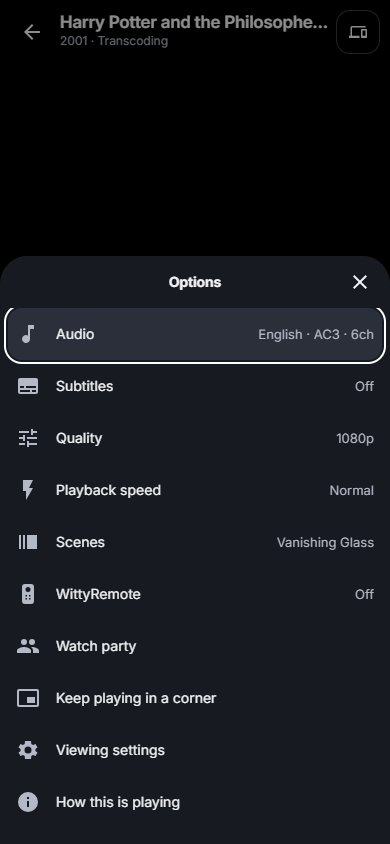 Harry Potter and the Philosophe...
2001 · Transcoding
Options
Audio English · AC3 · 6ch
Subtitles Off
Quality 1080p
Playback speed Normal
Scenes Vanishing Glass
WittyRemote Off
Watch party
Keep playing in a corner
Viewing settings
How this is playing